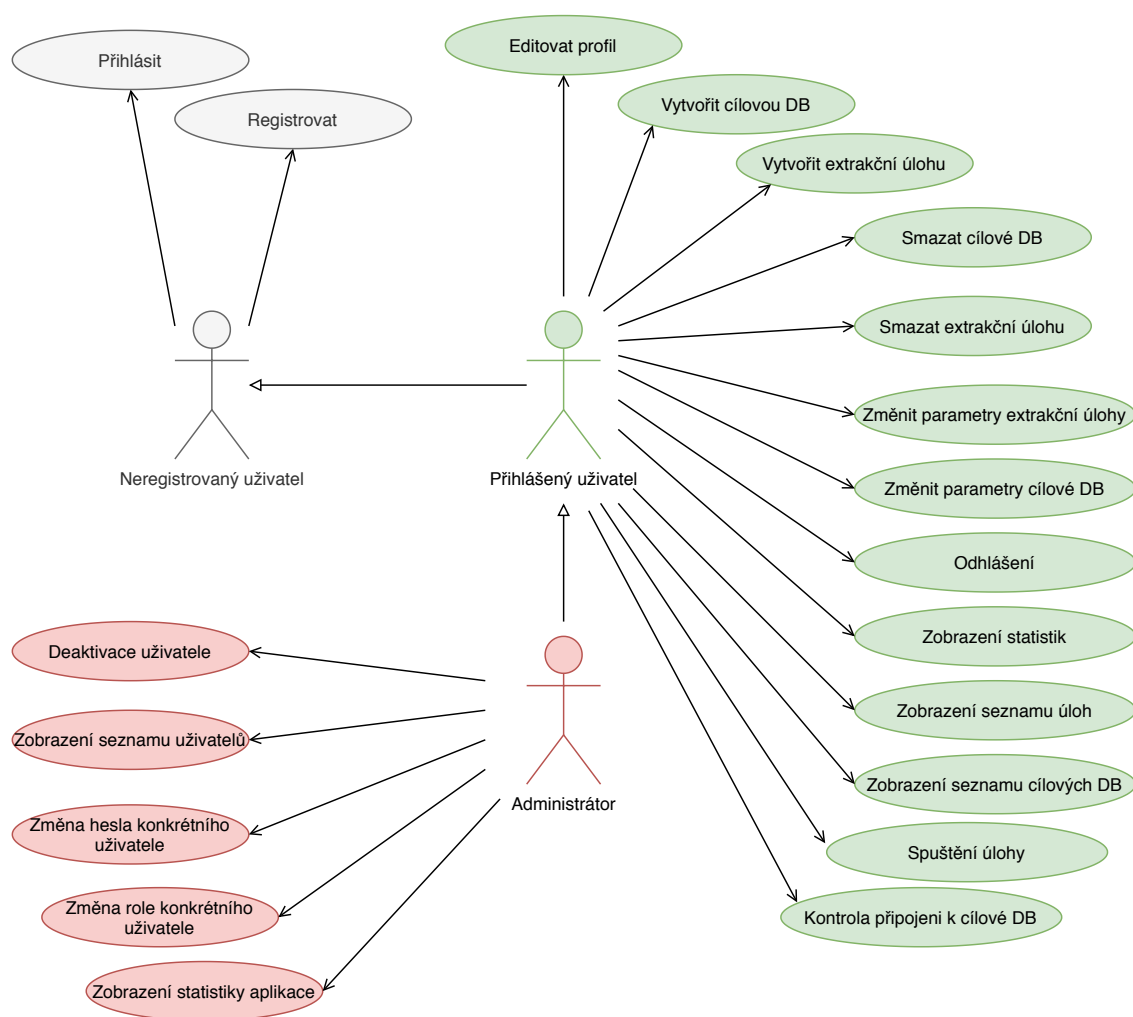 Editovat profil
Přihlásit
Vytvořit cílovou DB
Registrovat
Vytvořit extrakční úlohu
Smazat cílové DB
Smazat extrakční úlohu
Změnit parametry extrakční úlohy
Neregistrovaný uživatel
Přihlášený uživatel
Změnit parametry cílové DB
Odhlášení
Zobrazení statistik
Deaktivace uživatele
Zobrazení seznamu úloh
Zobrazení seznamu uživatelů
Zobrazení seznamu cílových DB
Administrátor
Změna hesla konkrétního
uživatele
Spuštění úlohy
Změna role konkrétního
uživatele
Kontrola připojeni k cílové DB
Zobrazení statistiky aplikace